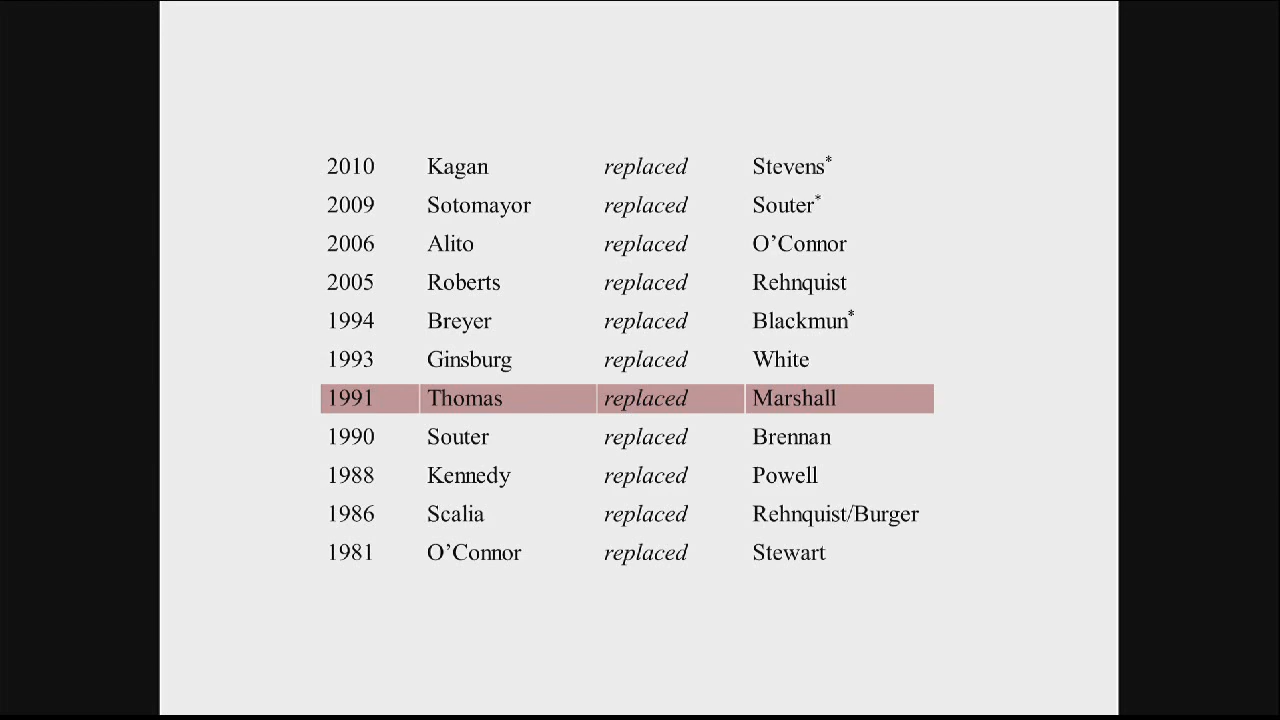 2010 Kagan replaced Stevens*
2009 Sotomayor replaced Souter*
2006 Alito replaced O’Connor
2005 Roberts replaced Rehnquist
1994 Breyer replaced Blackmun*
1993 Ginsburg replaced White
1991 Thomas replaced Marshall
1990 Souter replaced Brennan
1988 Kennedy replaced Powell
1986 Scalia replaced Rehnquist/Burger
1981 O’Connor replaced Stewart